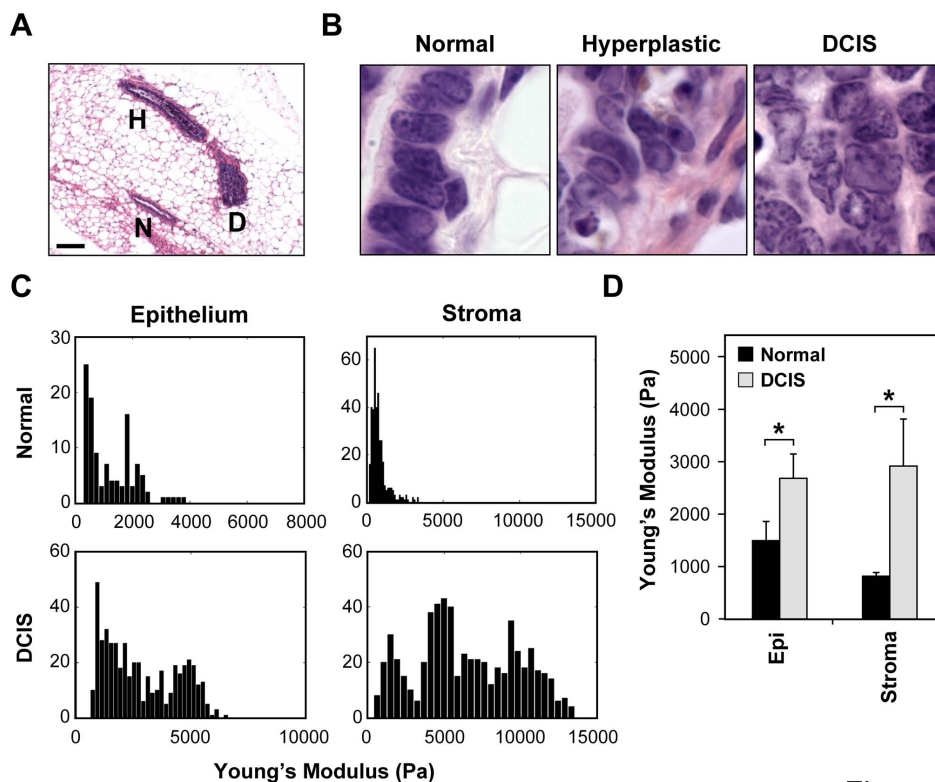 A
H
N
D
B
Normal
Hyperplastic
DCIS
C
Epithelium
Stroma
Normal
30
20
10
0
0 2000 4000 6000 8000
60
40
20
0
0 5000 10000 15000
DCIS
60
40
20
0
0 5000 10000
60
40
20
0
0 5000 10000 15000
Young's Modulus (Pa)
D
Young's Modulus (Pa)
5000
4000
3000
2000
1000
0
Normal
DCIS
*
*
Epi
Stroma